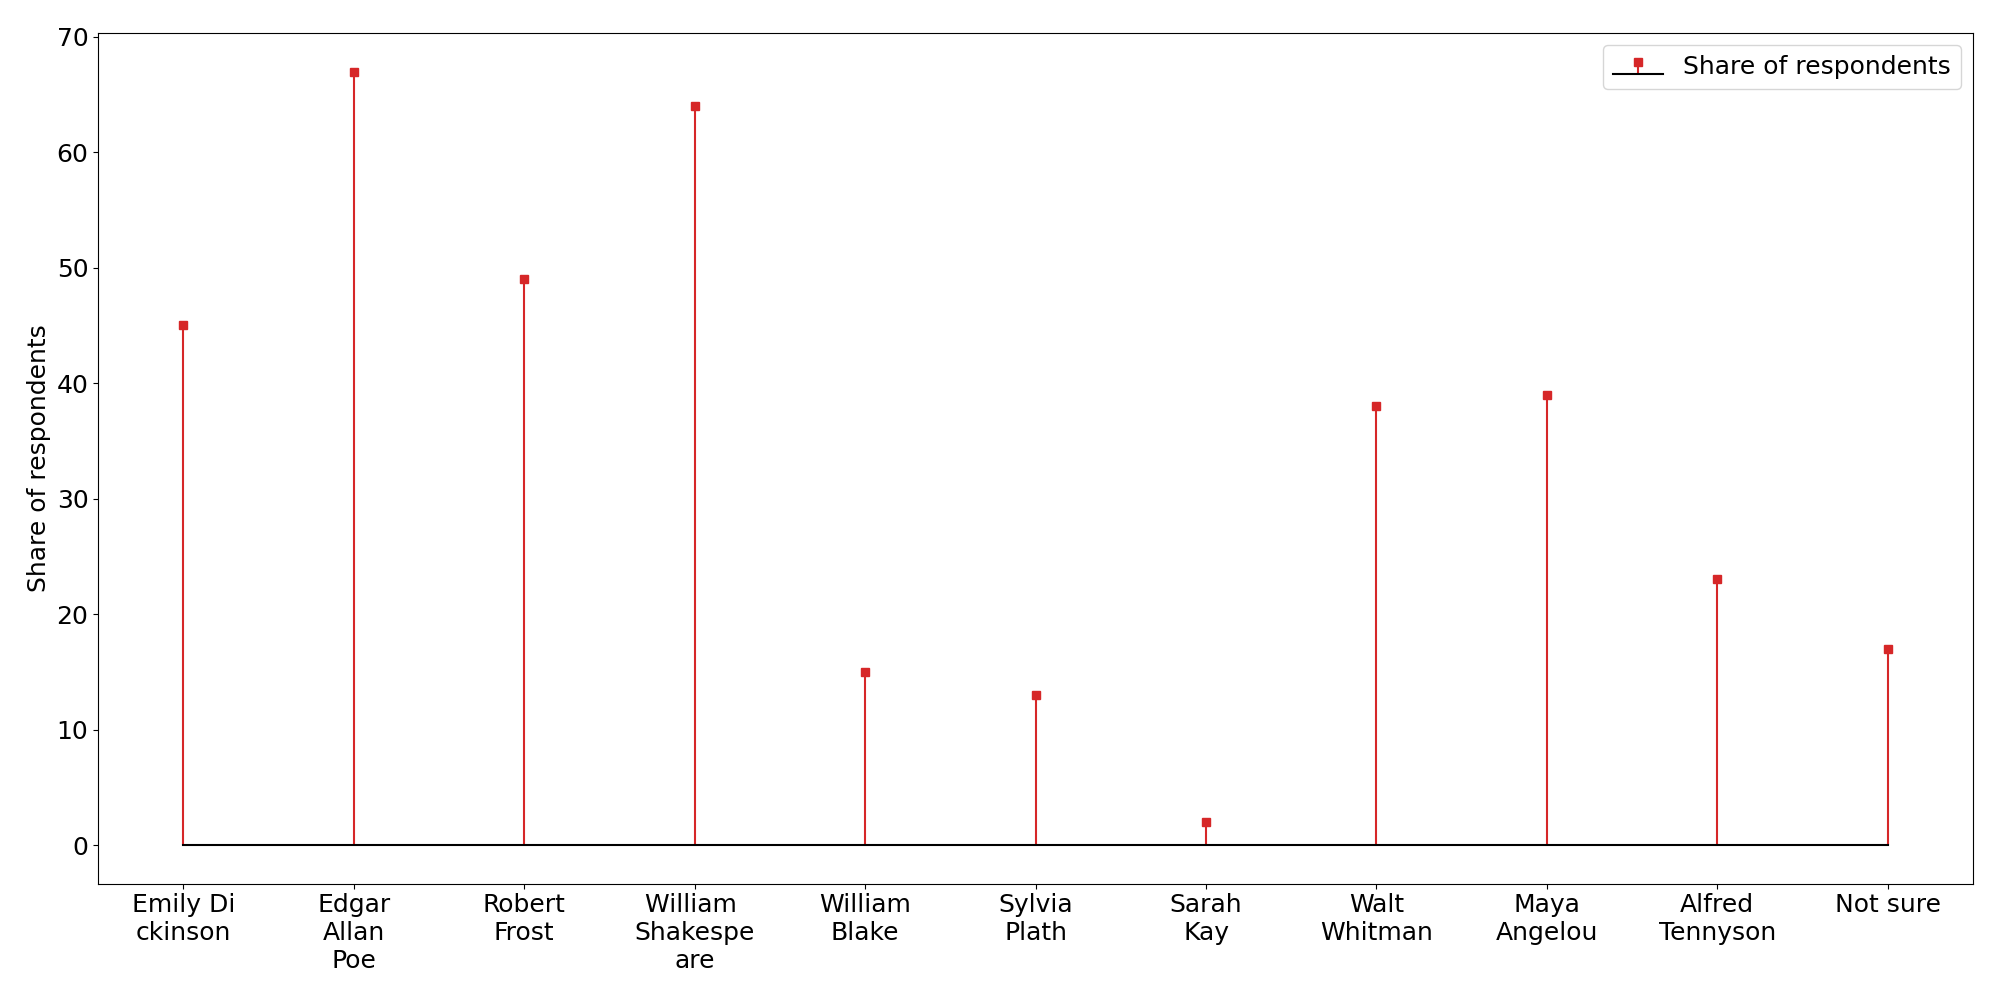 Share of respondents
Share of respondents
70
60
50
40
30
20
10
0
Emily Di
ckinson
Edgar
Allan
Poe
Robert
Frost
William
Shakespe
are
William
Blake
Sylvia
Plath
Sarah
Kay
Walt
Whitman
Maya
Angelou
Alfred
Tennyson
Not sure